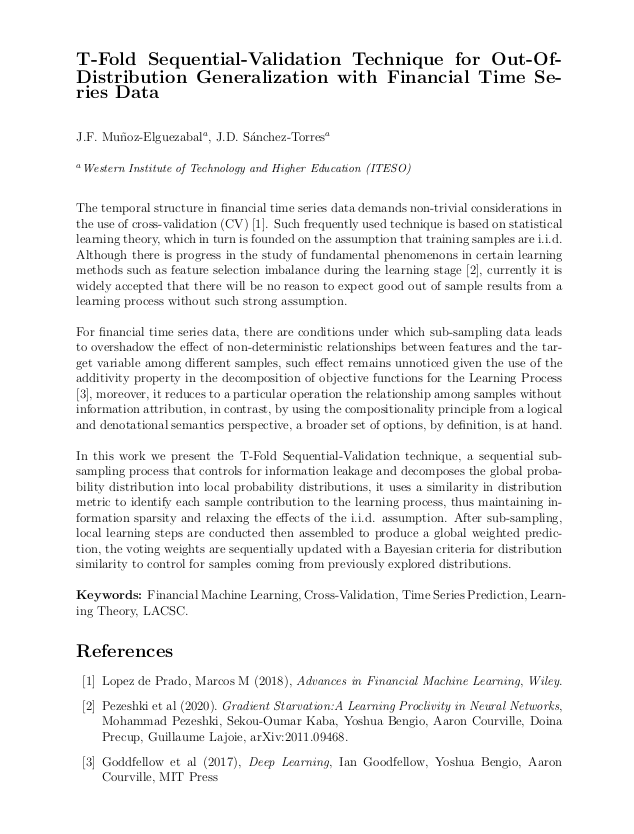 T-Fold Sequential-Validation Technique for Out-Of-
Distribution Generalization with Financial Time Se-
ries Data
J.F. Muñoz-Elguezabalᵃ, J.D. Sánchez-Torresᵃ
ᵃ Western Institute of Technology and Higher Education (ITESO)
The temporal structure in financial time series data demands non-trivial considerations in
the use of cross-validation (CV) [1]. Such frequently used technique is based on statistical
learning theory, which in turn is founded on the assumption that training samples are i.i.d.
Although there is progress in the study of fundamental phenomenons in certain learning
methods such as feature selection imbalance during the learning stage [2], currently it is
widely accepted that there will be no reason to expect good out of sample results from a
learning process without such strong assumption.
For financial time series data, there are conditions under which sub-sampling data leads
to overshadow the effect of non-deterministic relationships between features and the tar-
get variable among different samples, such effect remains unnoticed given the use of the
additivity property in the decomposition of objective functions for the Learning Process
[3], moreover, it reduces to a particular operation the relationship among samples without
information attribution, in contrast, by using the compositionality principle from a logical
and denotational semantics perspective, a broader set of options, by definition, is at hand.
In this work we present the T-Fold Sequential-Validation technique, a sequential sub-
sampling process that controls for information leakage and decomposes the global proba-
bility distribution into local probability distributions, it uses a similarity in distribution
metric to identify each sample contribution to the learning process, thus maintaining in-
formation sparsity and relaxing the effects of the i.i.d. assumption. After sub-sampling,
local learning steps are conducted then assembled to produce a global weighted predic-
tion, the voting weights are sequentially updated with a Bayesian criteria for distribution
similarity to control for samples coming from previously explored distributions.
Keywords: Financial Machine Learning, Cross-Validation, Time Series Prediction, Learn-
ing Theory, LACSC.
References
[1] Lopez de Prado, Marcos M (2018), Advances in Financial Machine Learning, Wiley.
[2] Pezeshki et al (2020). Gradient Starvation:A Learning Proclivity in Neural Networks,
Mohammad Pezeshki, Sekou-Oumar Kaba, Yoshua Bengio, Aaron Courville, Doina
Precup, Guillaume Lajoie, arXiv:2011.09468.
[3] Goddfellow et al (2017), Deep Learning, Ian Goodfellow, Yoshua Bengio, Aaron
Courville, MIT Press